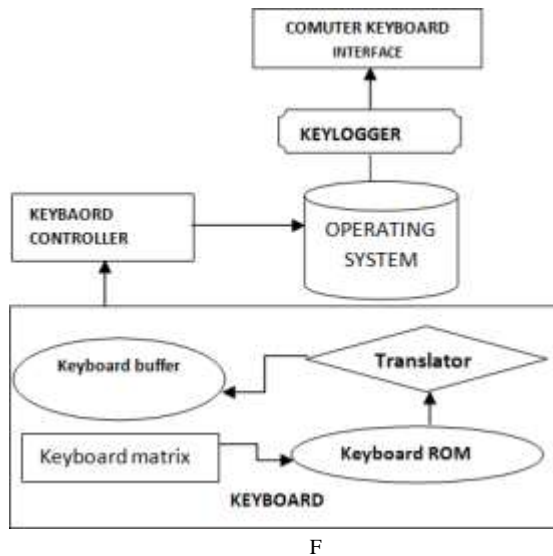 COMUTER KEYBOARD
INTERFACE
KEYLOGGER
KEYBAORD
CONTROLLER
OPERATING
SYSTEM
Keyboard buffer
Translator
Keyboard matrix
Keyboard ROM
KEYBOARD
F